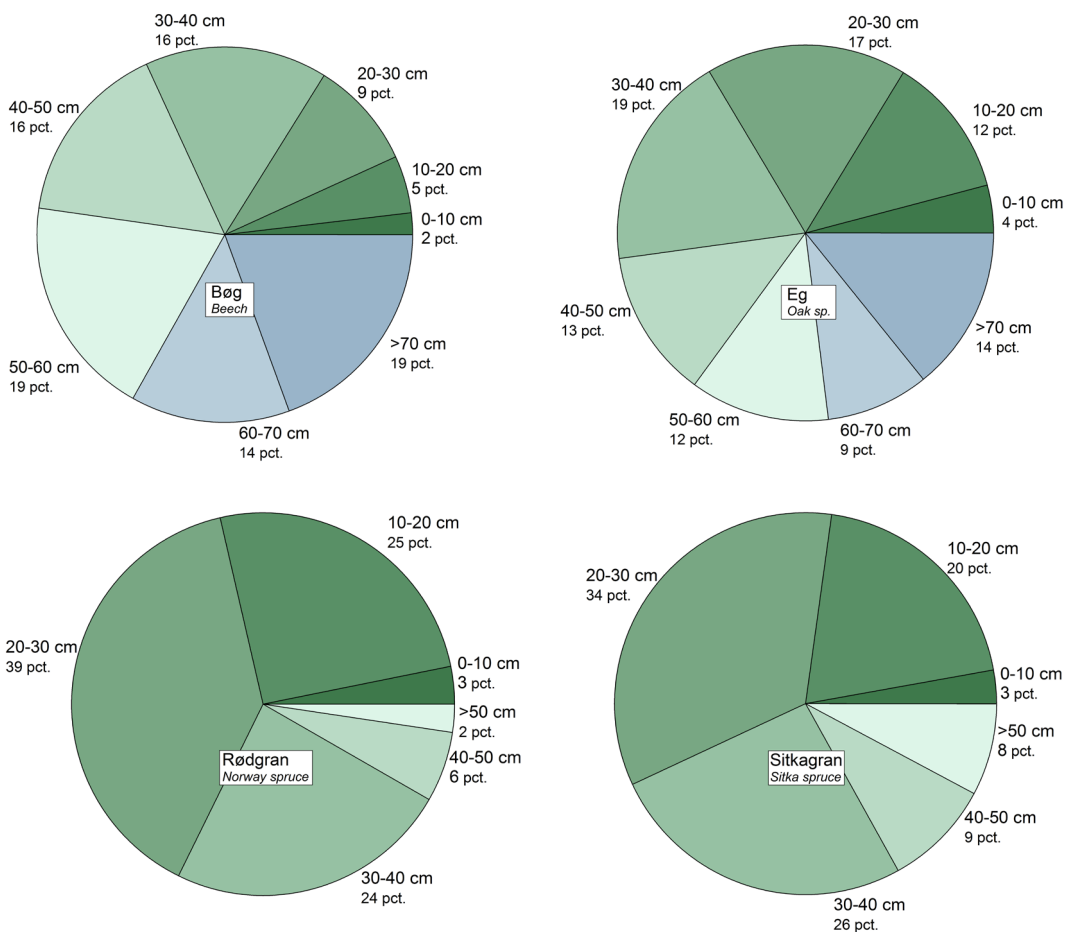 30-40 cm
16 pct.
20-30 cm
9 pct.
40-50 cm
16 pct.
10-20 cm
5 pct.
0-10 cm
2 pct.
Bøg
Beech
>70 cm
19 pct.
50-60 cm
19 pct.
60-70 cm
14 pct.
20-30 cm
17 pct.
30-40 cm
19 pct.
10-20 cm
12 pct.
0-10 cm
4 pct.
Eg
Oak sp.
40-50 cm
13 pct.
>70 cm
14 pct.
50-60 cm
12 pct.
60-70 cm
9 pct.
10-20 cm
25 pct.
20-30 cm
39 pct.
0-10 cm
3 pct.
>50 cm
2 pct.
40-50 cm
6 pct.
Rødgran
Norway spruce
30-40 cm
24 pct.
10-20 cm
20 pct.
20-30 cm
34 pct.
0-10 cm
3 pct.
>50 cm
8 pct.
Sitkagran
Sitka spruce
40-50 cm
9 pct.
30-40 cm
26 pct.